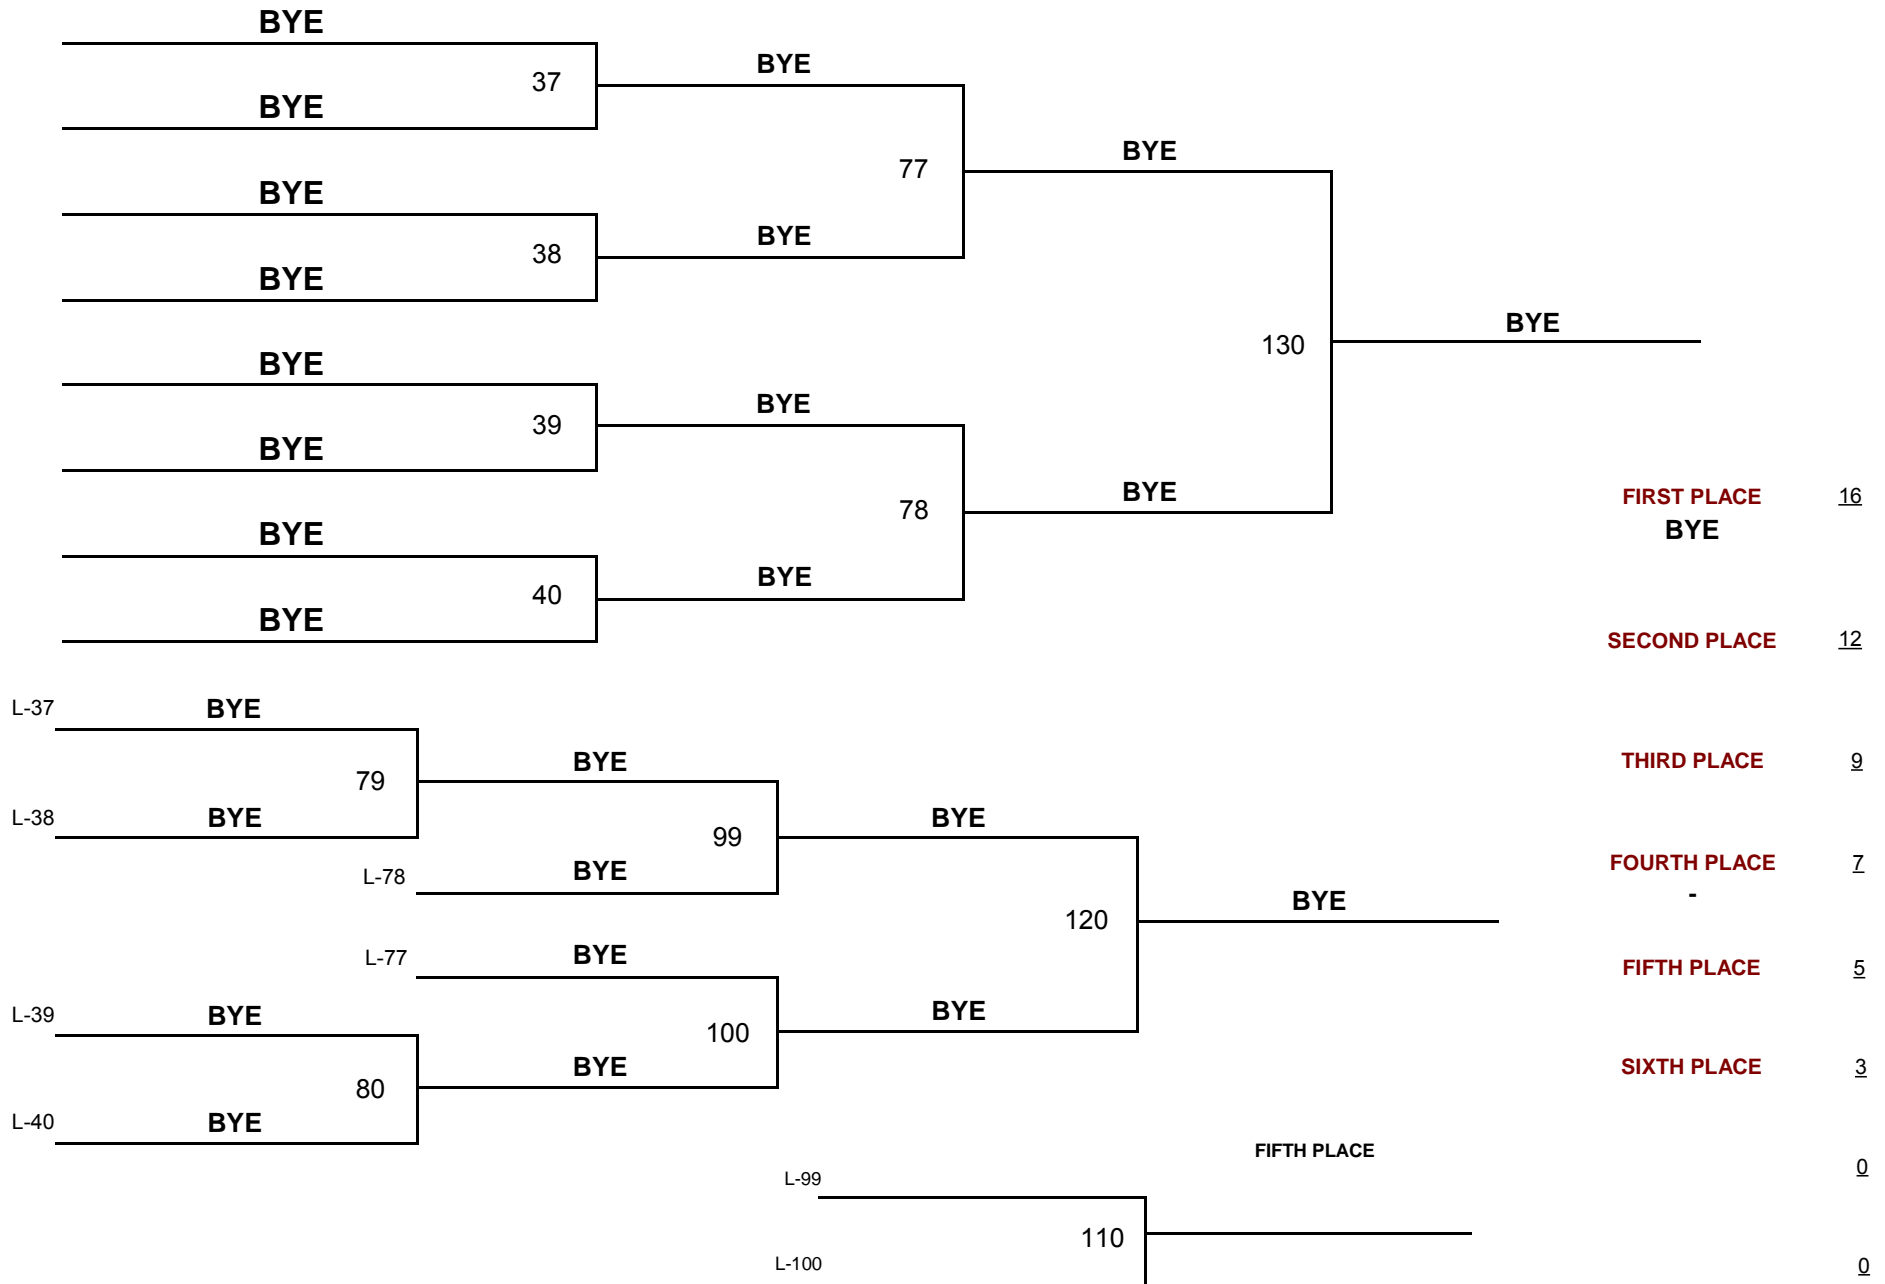 BYE
37
BYE
BYE
77
BYE
BYE
38
BYE
BYE
BYE
130
BYE
BYE
39
BYE
BYE
78
BYE
BYE
40
BYE
BYE
FIRST PLACE 16
BYE
SECOND PLACE 12
THIRD PLACE 9
FOURTH PLACE 7
-
FIFTH PLACE 5
SIXTH PLACE 3
0
0
L-37 BYE
79
L-38 BYE
BYE
99
L-78 BYE
BYE
120
BYE
L-77 BYE
100
BYE
L-39 BYE
80
BYE
L-40 BYE
FIFTH PLACE
L-99
110
L-100